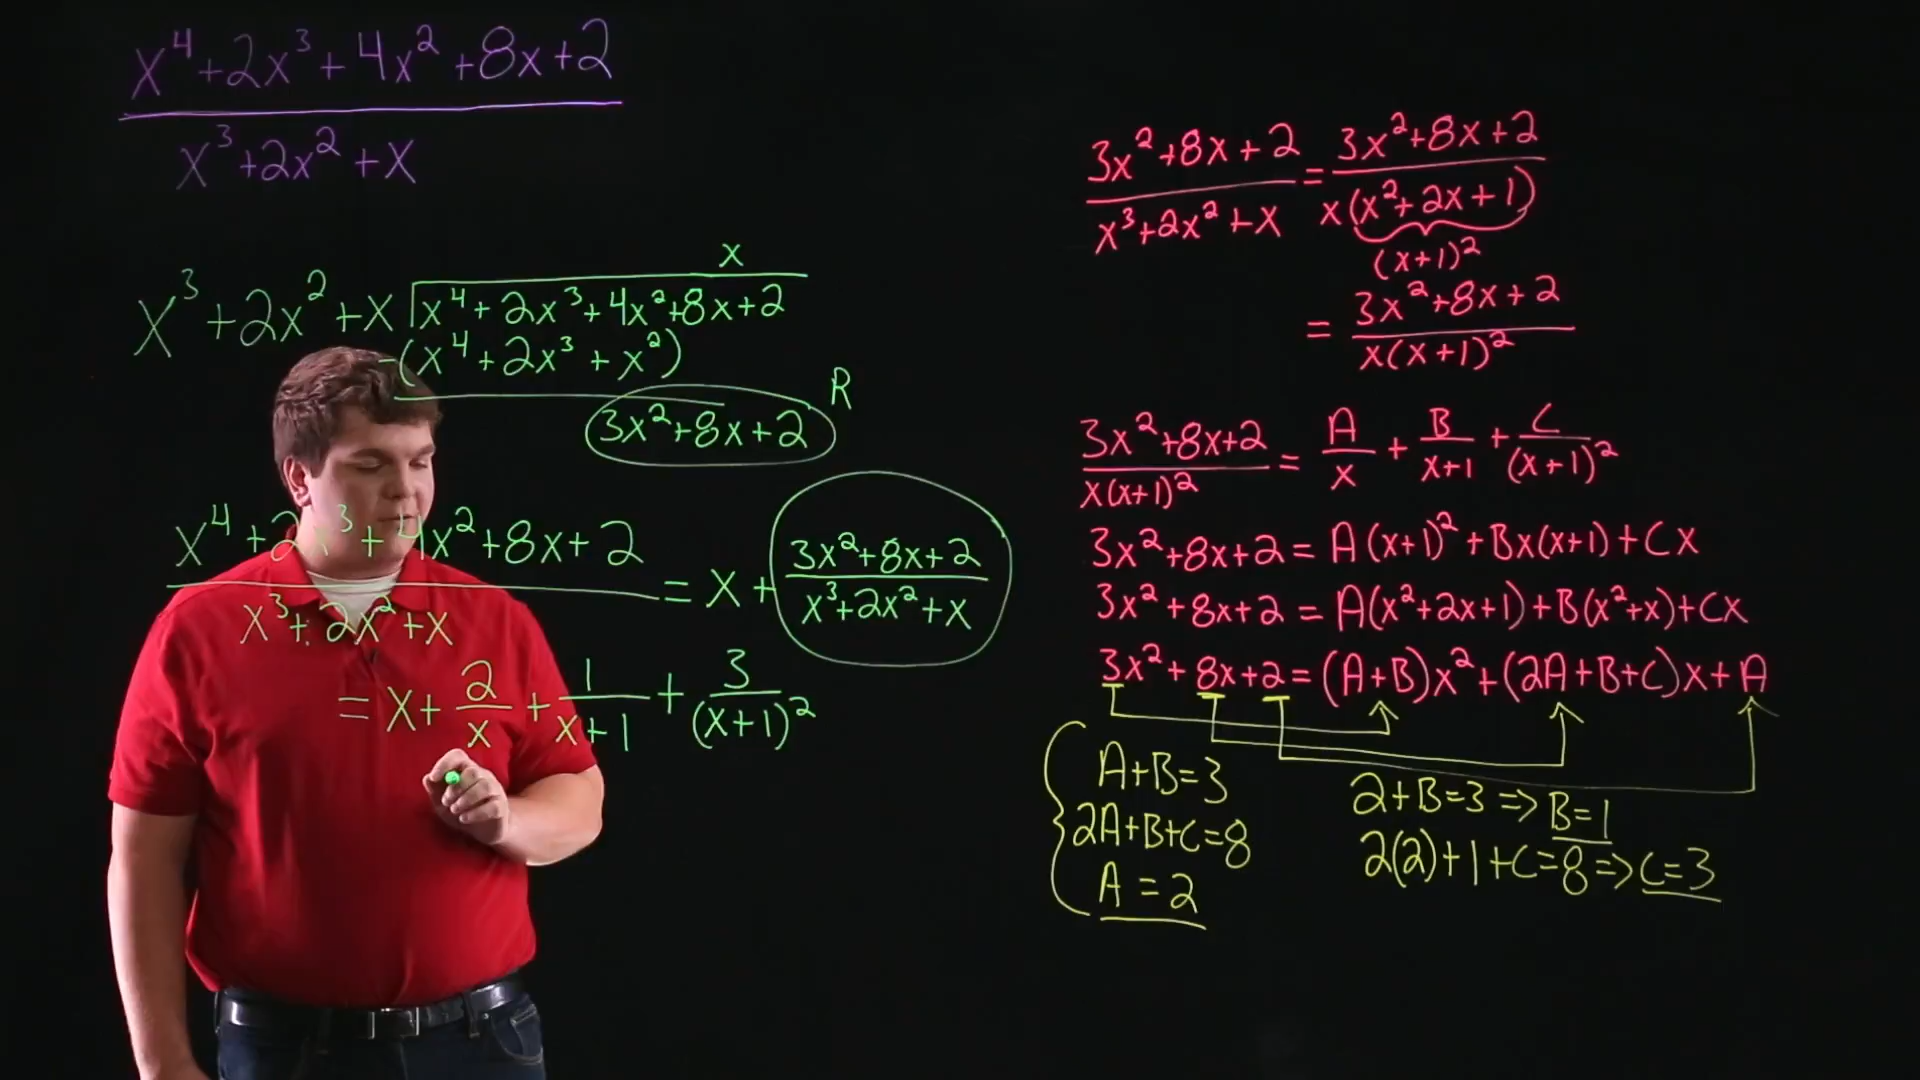 x⁴+2x³+4x²+8x+2
x³+2x²+x
x
x³+2x²+x x⁴+2x³+4x²+8x+2
-(x⁴+2x³+x²)
3x²+8x+2 R
x⁴+2x³+4x²+8x+2 = x + 3x²+8x+2
x³+2x²+x x³+2x²+x
= x + 2/x + 1/x+1 + 3/(x+1)²
3x²+8x+2 = 3x²+8x+2
x³+2x²+x x(x²+2x+1)
(x+1)²
= 3x²+8x+2
x(x+1)²
3x²+8x+2 = A/x + B/x+1 + C/(x+1)²
x(x+1)²
3x²+8x+2 = A(x+1)²+Bx(x+1)+Cx
3x²+8x+2 = A(x²+2x+1)+B(x²+x)+Cx
3x²+8x+2 = (A+B)x²+(2A+B+C)x+A
A+B=3
2A+B+C=8
A=2
2+B=3 => B=1
2(2)+1+C=8 => C=3